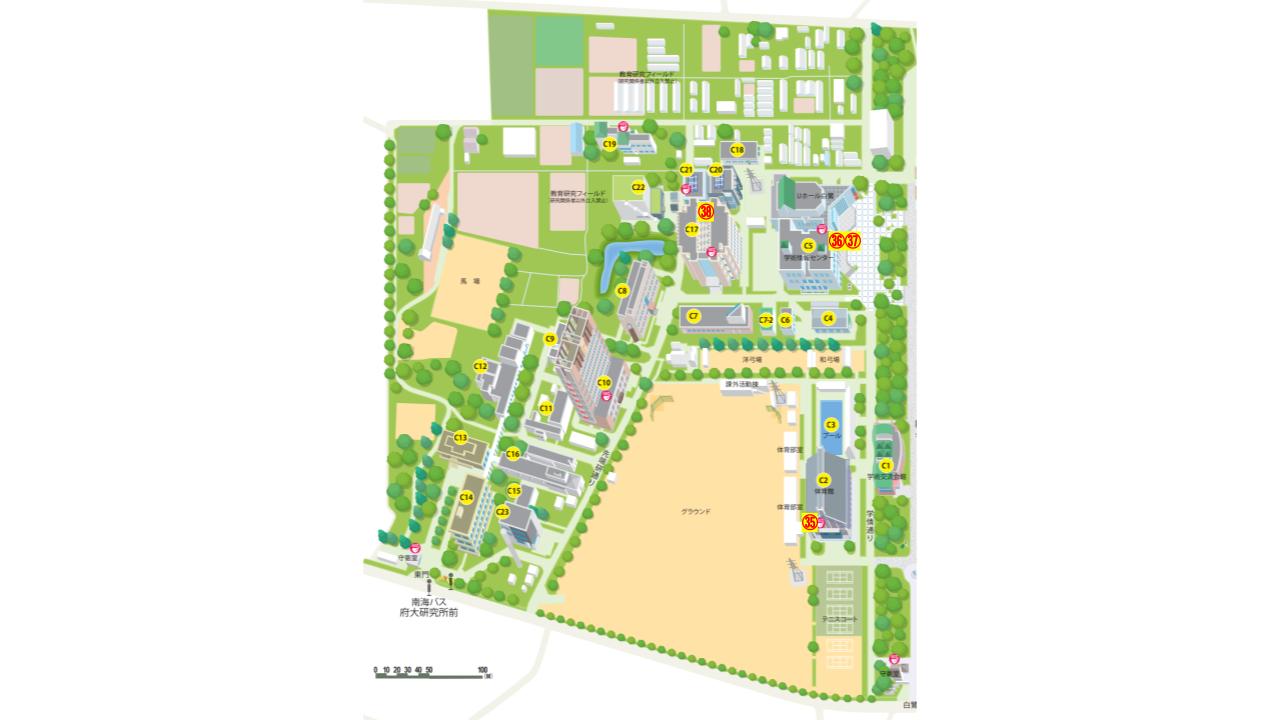 教育研究フィールド
(研究関係者以外立入禁止)
C19
C18
C21
C20
C22
教育研究フィールド
(研究関係者以外立入禁止)
Uホール白鷺
38
C17
36
37
C5
学術情報センター
馬場
C8
C7
C7-2
C6
C4
C9
洋弓場
和弓場
C12
C10
課外活動棟
C11
C3
プール
C13
体育部室
C16
先端研通り
C1
学術交流会館
C2
体育館
C15
C14
C23
グラウンド
体育部室
35
学情通り
守衛室
東門
南海バス
府大研究所前
テニスコート
守衛室
0 10 20 30 40 50 100
(m)
白鷺